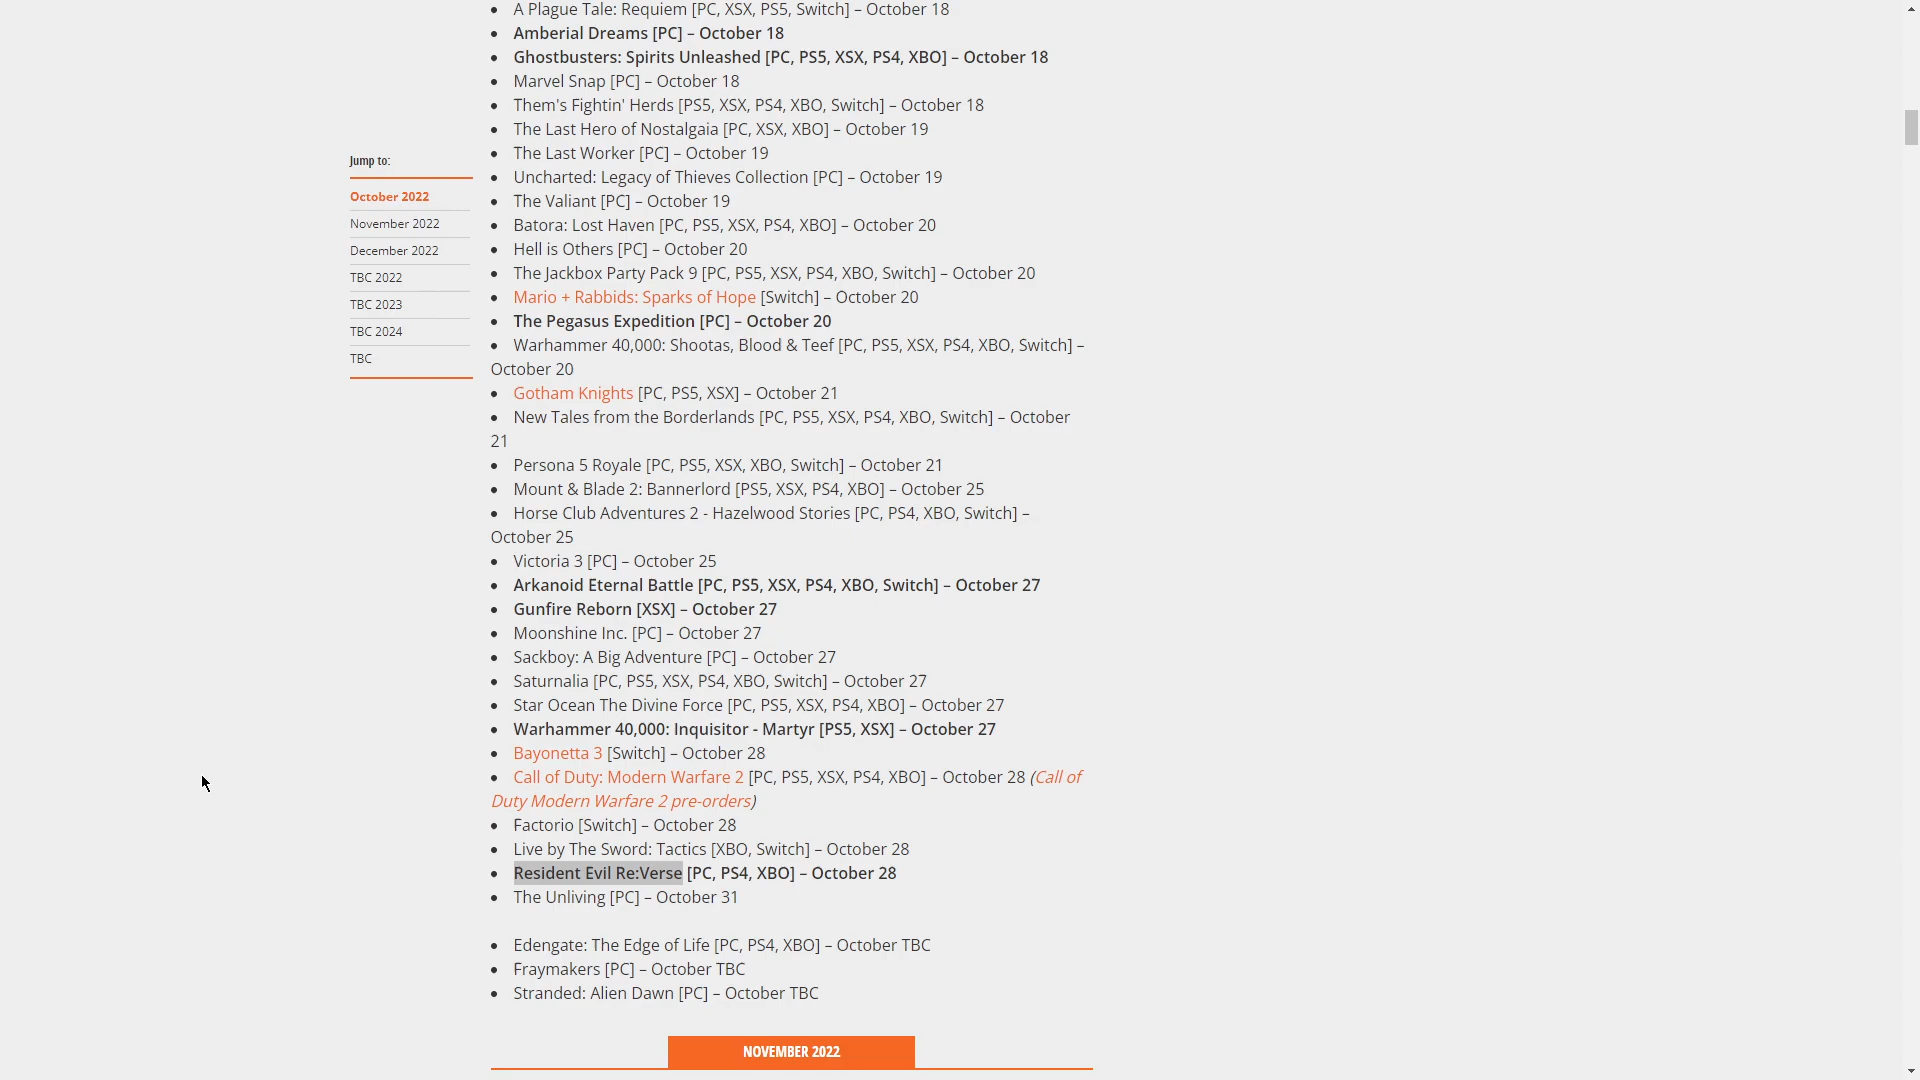 A Plague Tale: Requiem [PC, XSX, PS5, Switch] – October 18
Amberial Dreams [PC] – October 18
Ghostbusters: Spirits Unleashed [PC, PS5, XSX, PS4, XBO] – October 18
Marvel Snap [PC] – October 18
Them's Fightin' Herds [PS5, XSX, PS4, XBO, Switch] – October 18
The Last Hero of Nostalgaia [PC, XSX, XBO] – October 19
The Last Worker [PC] – October 19
Uncharted: Legacy of Thieves Collection [PC] – October 19
The Valiant [PC] – October 19
Batora: Lost Haven [PC, PS5, XSX, PS4, XBO] – October 20
Hell is Others [PC] – October 20
The Jackbox Party Pack 9 [PC, PS5, XSX, PS4, XBO, Switch] – October 20
Mario + Rabbids: Sparks of Hope [Switch] – October 20
The Pegasus Expedition [PC] – October 20
Warhammer 40,000: Shootas, Blood & Teef [PC, PS5, XSX, PS4, XBO, Switch] –
October 20
Gotham Knights [PC, PS5, XSX] – October 21
New Tales from the Borderlands [PC, PS5, XSX, PS4, XBO, Switch] – October
21
Persona 5 Royale [PC, PS5, XSX, XBO, Switch] – October 21
Mount & Blade 2: Bannerlord [PS5, XSX, PS4, XBO] – October 25
Horse Club Adventures 2 - Hazelwood Stories [PC, PS4, XBO, Switch] –
October 25
Victoria 3 [PC] – October 25
Arkanoid Eternal Battle [PC, PS5, XSX, PS4, XBO, Switch] – October 27
Gunfire Reborn [XSX] – October 27
Moonshine Inc. [PC] – October 27
Sackboy: A Big Adventure [PC] – October 27
Saturnalia [PC, PS5, XSX, PS4, XBO, Switch] – October 27
Star Ocean The Divine Force [PC, PS5, XSX, PS4, XBO] – October 27
Warhammer 40,000: Inquisitor - Martyr [PS5, XSX] – October 27
Bayonetta 3 [Switch] – October 28
Call of Duty: Modern Warfare 2 [PC, PS5, XSX, PS4, XBO] – October 28 (Call of
Duty Modern Warfare 2 pre-orders)
Factorio [Switch] – October 28
Live by The Sword: Tactics [XBO, Switch] – October 28
Resident Evil Re:Verse [PC, PS4, XBO] – October 28
The Unliving [PC] – October 31
Edengate: The Edge of Life [PC, PS4, XBO] – October TBC
Fraymakers [PC] – October TBC
Stranded: Alien Dawn [PC] – October TBC
NOVEMBER 2022
Jump to:
October 2022
November 2022
December 2022
TBC 2022
TBC 2023
TBC 2024
TBC